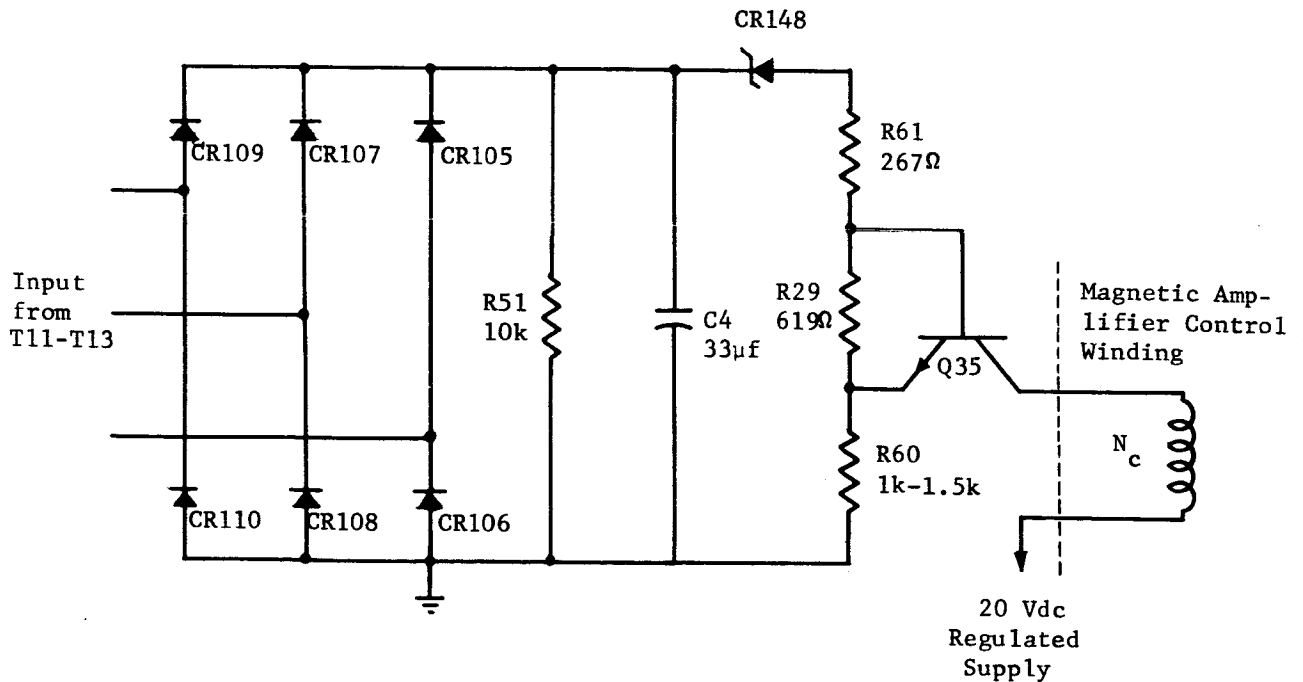 CR148
CR109
CR107
CR105
R61
267Ω
Input
from
T11-T13
R51
10k
C4
33μf
R29
619Ω
Q35
Magnetic Amp-
lifier Control
Winding
R60
1k-1.5k
Nc
CR110
CR108
CR106
20 Vdc
Regulated
Supply